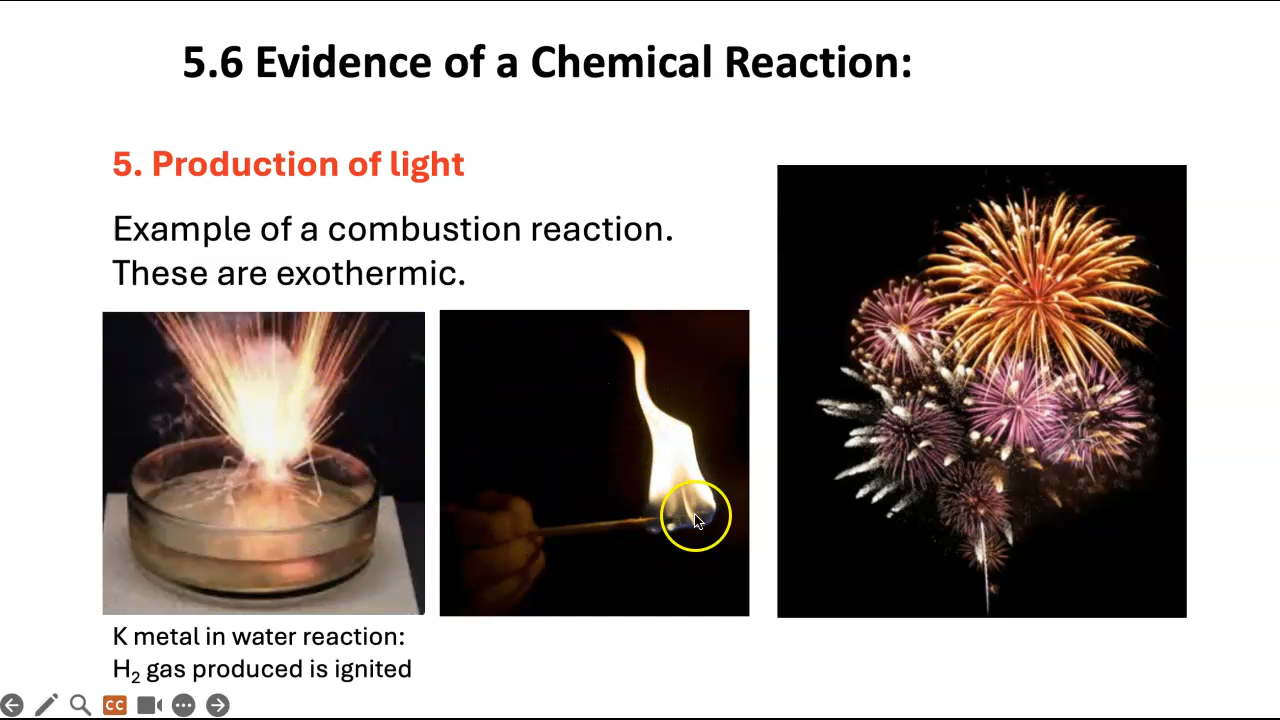 5.6 Evidence of a Chemical Reaction:
5. Production of light
Example of a combustion reaction.
These are exothermic.
K metal in water reaction:
H₂ gas produced is ignited
CC